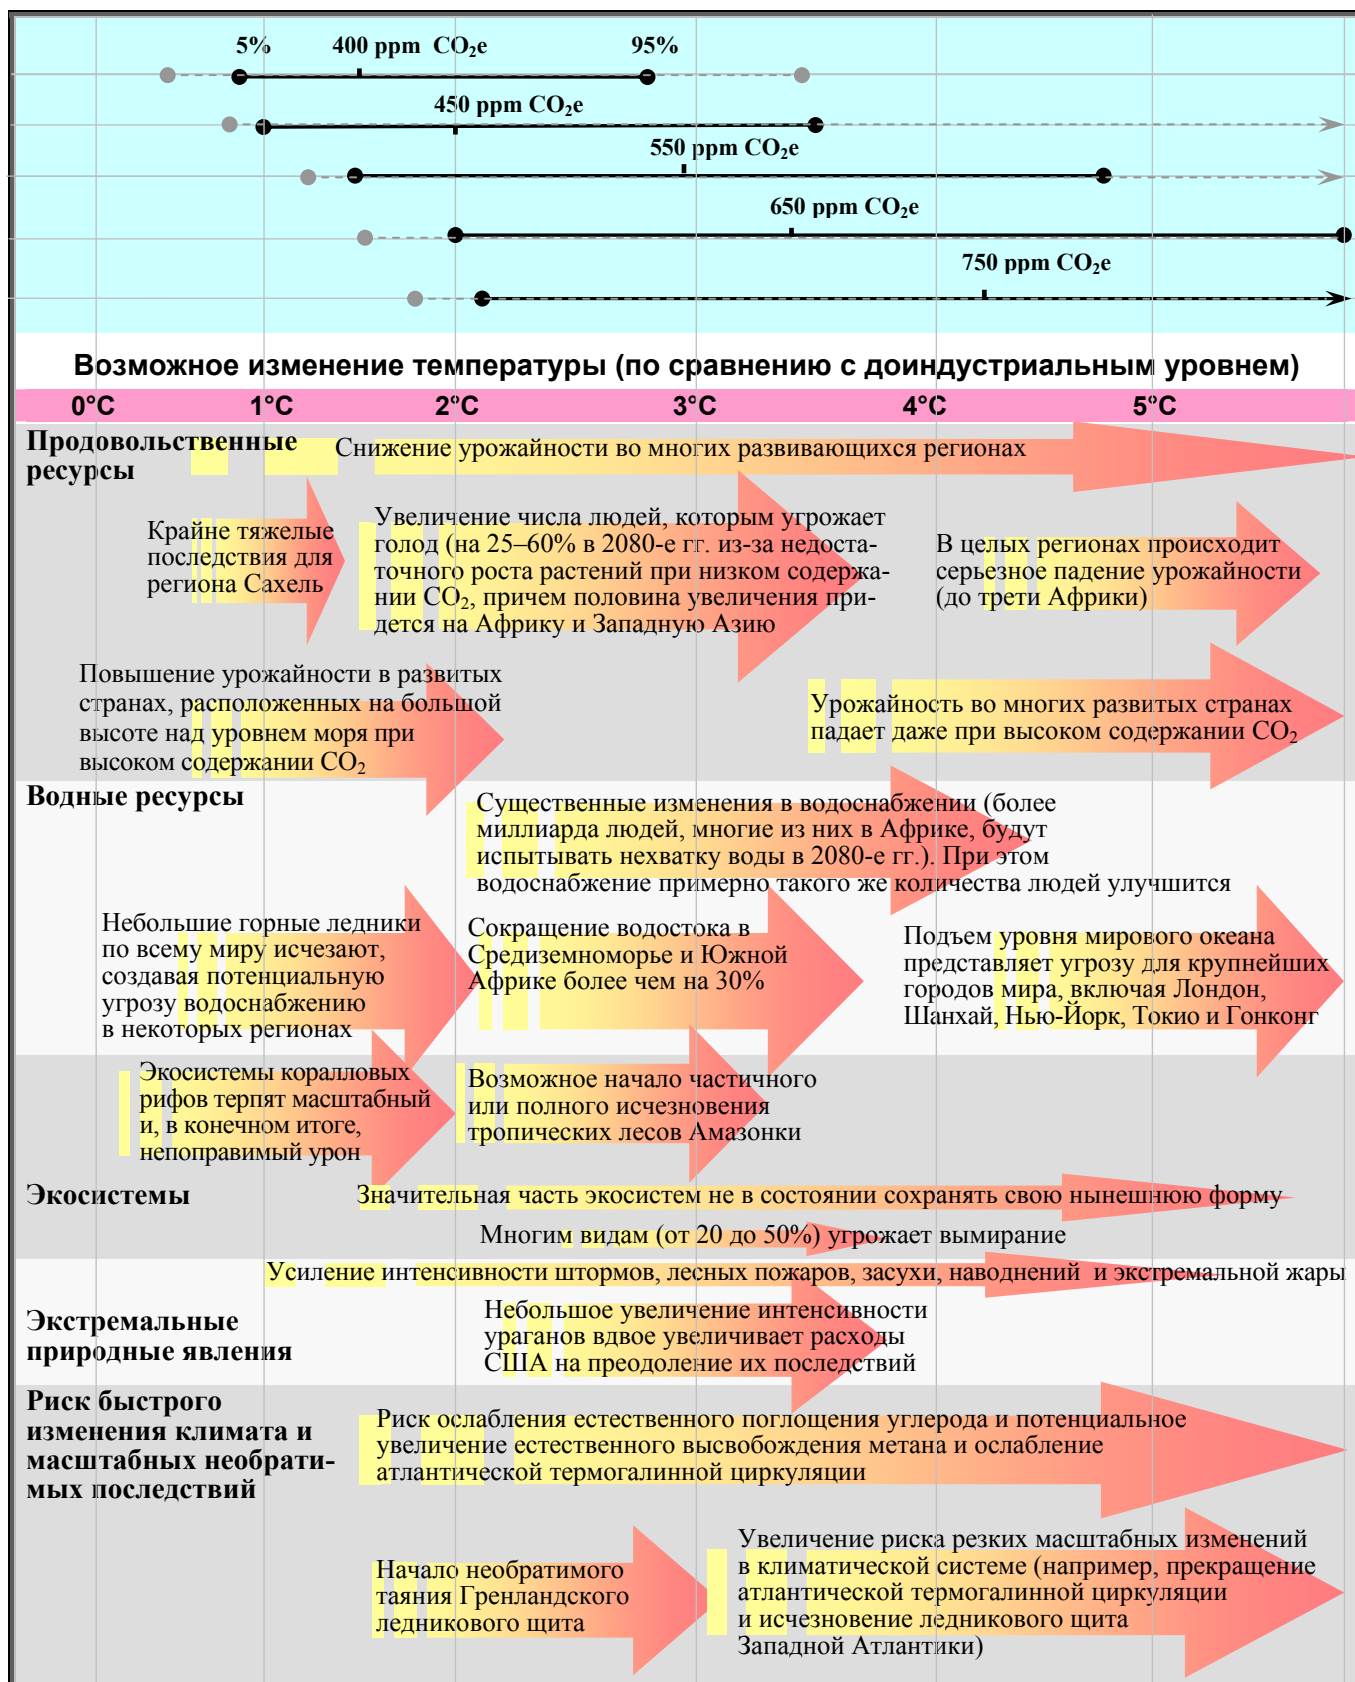 5% 400 ppm CO₂e 95%
450 ppm CO₂e
550 ppm CO₂e
650 ppm CO₂e
750 ppm CO₂e
Возможное изменение температуры (по сравнению с доиндустриальным уровнем)
0°C 1°C 2°C 3°C 4°C 5°C
Продовольственные
ресурсы
Снижение урожайности во многих развивающихся регионах
Крайне тяжелые
последствия для
региона Сахель
Увеличение числа людей, которым угрожает
голод (на 25–60% в 2080-е гг. из-за недоста-
точного роста растений при низком содержа-
нии CO₂, причем половина увеличения при-
дется на Африку и Западную Азию
В целых регионах происходит
серьезное падение урожайности
(до трети Африки)
Повышение урожайности в развитых
странах, расположенных на большой
высоте над уровнем моря при
высоком содержании CO₂
Урожайность во многих развитых странах
падает даже при высоком содержании CO₂
Водные ресурсы
Существенные изменения в водоснабжении (более
миллиарда людей, многие из них в Африке, будут
испытывать нехватку воды в 2080-е гг.). При этом
водоснабжение примерно такого же количества людей улучшится
Небольшие горные ледники
по всему миру исчезают,
создавая потенциальную
угрозу водоснабжению
в некоторых регионах
Сокращение водостока в
Средиземноморье и Южной
Африке более чем на 30%
Подъем уровня мирового океана
представляет угрозу для крупнейших
городов мира, включая Лондон,
Шанхай, Нью-Йорк, Токио и Гонконг
Экосистемы коралловых
рифов терпят масштабный
и, в конечном итоге,
непоправимый урон
Возможное начало частичного
или полного исчезновения
тропических лесов Амазонки
Экосистемы
Значительная часть экосистем не в состоянии сохранять свою нынешнюю форму
Многим видам (от 20 до 50%) угрожает вымирание
Усиление интенсивности штормов, лесных пожаров, засухи, наводнений и экстремальной жары
Экстремальные
природные явления
Небольшое увеличение интенсивности
ураганов вдвое увеличивает расходы
США на преодоление их последствий
Риск быстрого
изменения климата и
масштабных необрати-
мых последствий
Риск ослабления естественного поглощения углерода и потенциальное
увеличение естественного высвобождения метана и ослабление
атлантической термогалинной циркуляции
Начало необратимого
таяния Гренландского
ледникового щита
Увеличение риска резких масштабных изменений
в климатической системе (например, прекращение
атлантической термогалинной циркуляции
и исчезновение ледникового щита
Западной Атлантики)